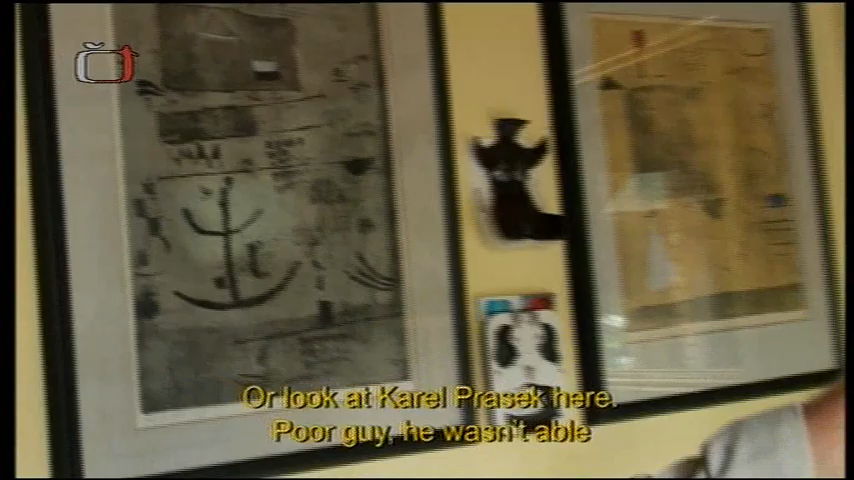 Or look at Karel Prasek here.
Poor guy, he wasn't able